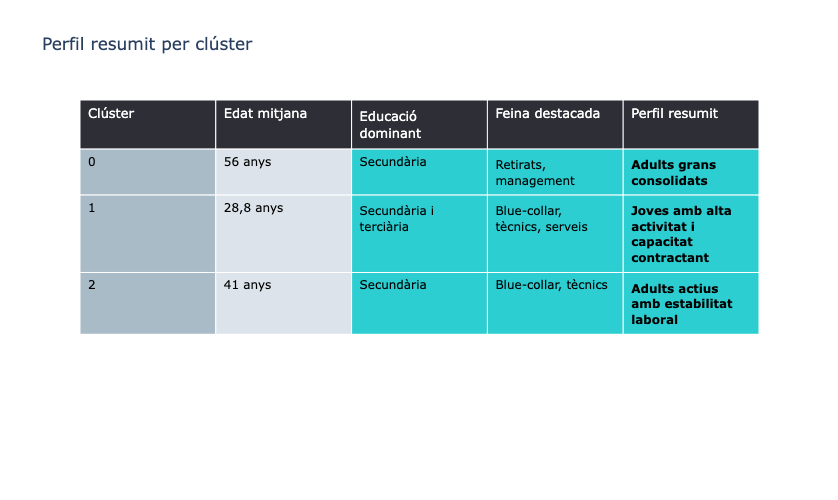 Perfil resumit per clúster
Clúster
Edat mitjana
Educació
dominant
Feina destacada
Perfil resumit
0
56 anys
Secundària
Retirats,
management
Adults grans
consolidats
1
28,8 anys
Secundària i
terciària
Blue-collar,
tècnics, serveis
Joves amb alta
activitat i
capacitat
contractant
2
41 anys
Secundària
Blue-collar, tècnics
Adults actius
amb estabilitat
laboral